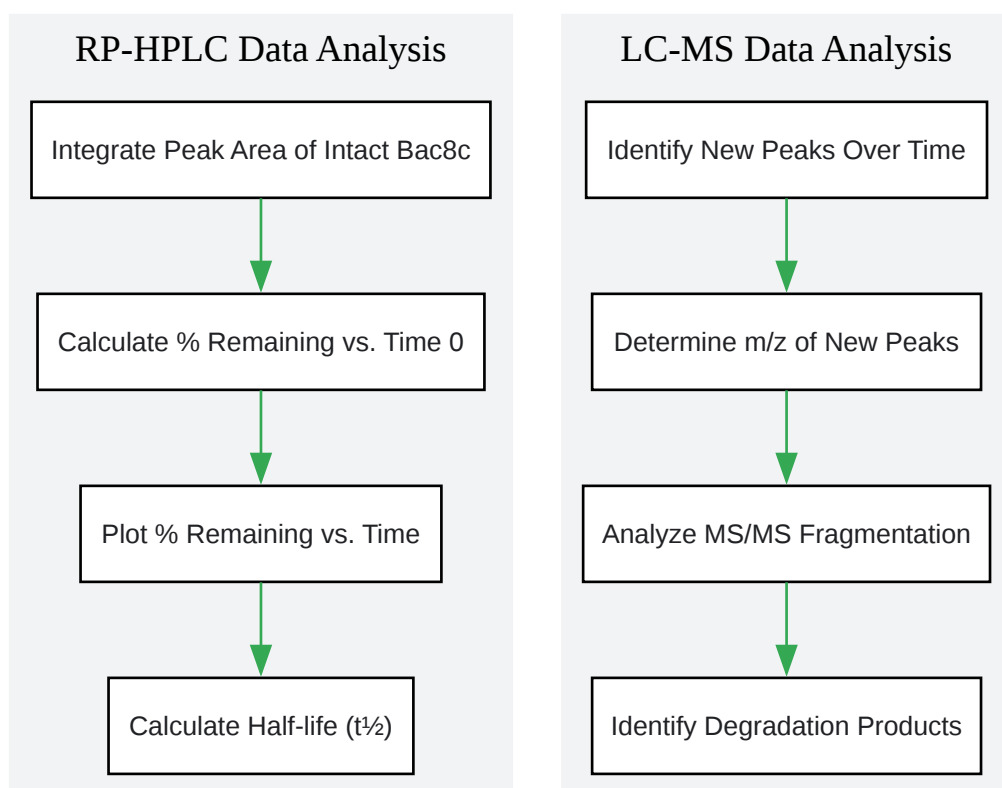 RP-HPLC Data Analysis
Integrate Peak Area of Intact Bac8c
Calculate % Remaining vs. Time 0
Plot % Remaining vs. Time
Calculate Half-life (t½)
LC-MS Data Analysis
Identify New Peaks Over Time
Determine m/z of New Peaks
Analyze MS/MS Fragmentation
Identify Degradation Products